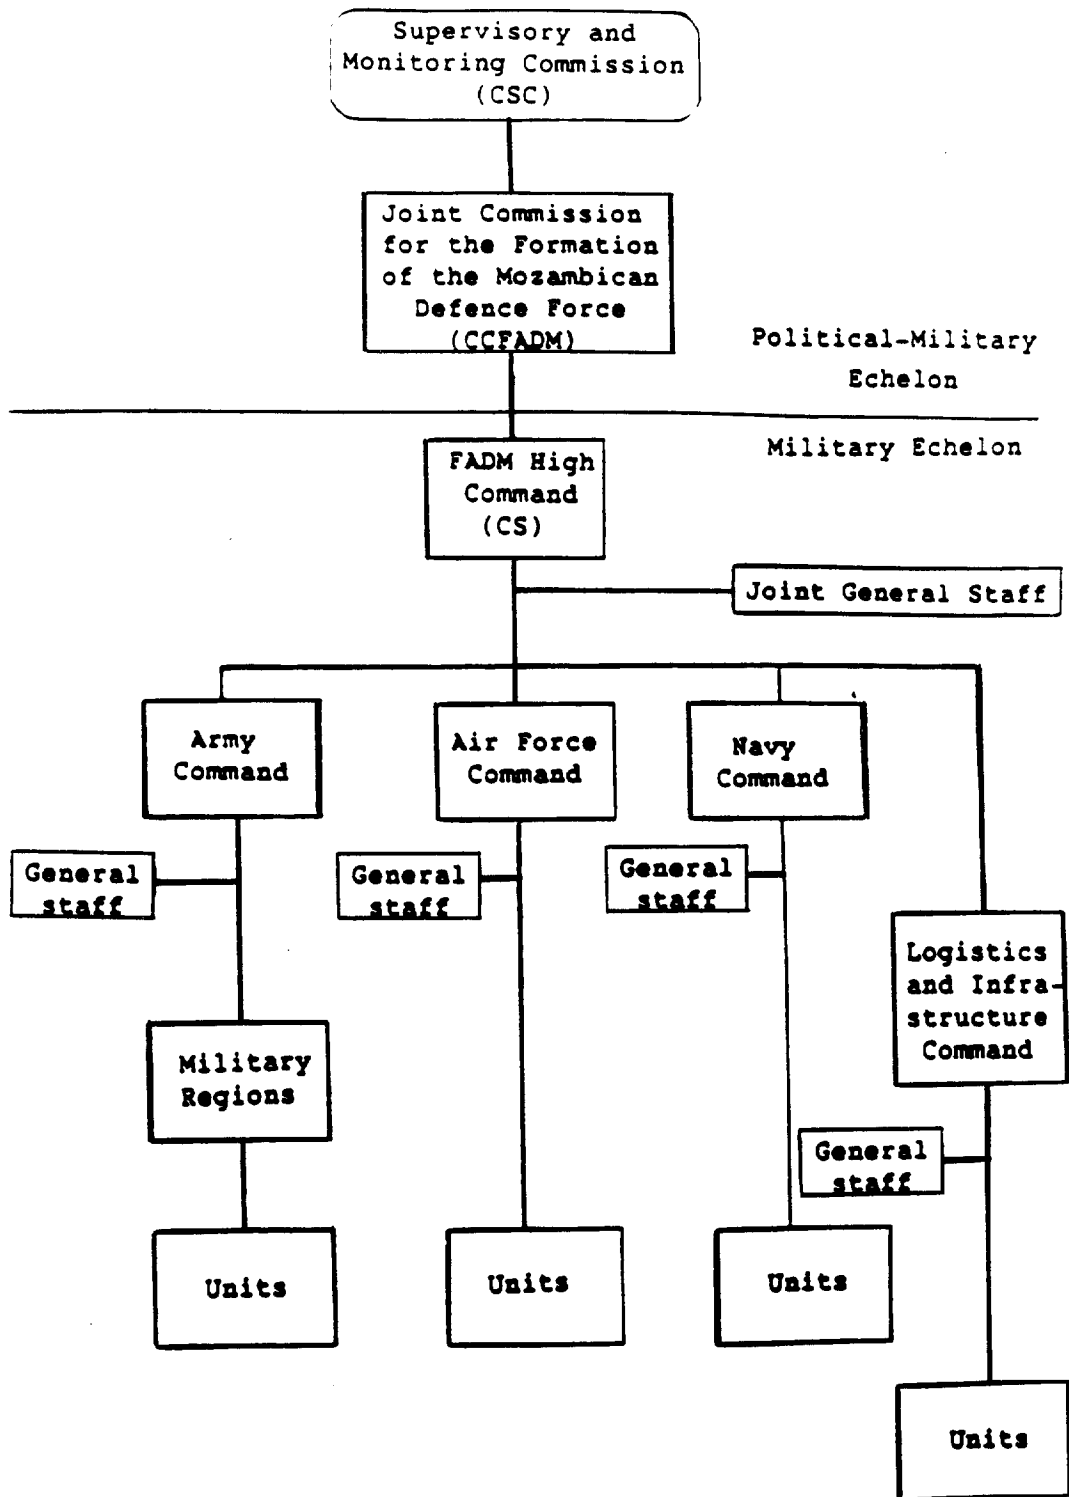 Supervisory and
Monitoring Commission
(CSC)
Joint Commission
for the Formation
of the Mozambican
Defence Force
(CCFADM)
Political-Military
Echelon
Military Echelon
FADM High
Command
(CS)
Joint General Staff
Army
Command
Air Force
Command
Navy
Command
General
staff
General
staff
General
staff
Logistics
and Infra-
structure
Command
Military
Regions
General
staff
Units
Units
Units
Units